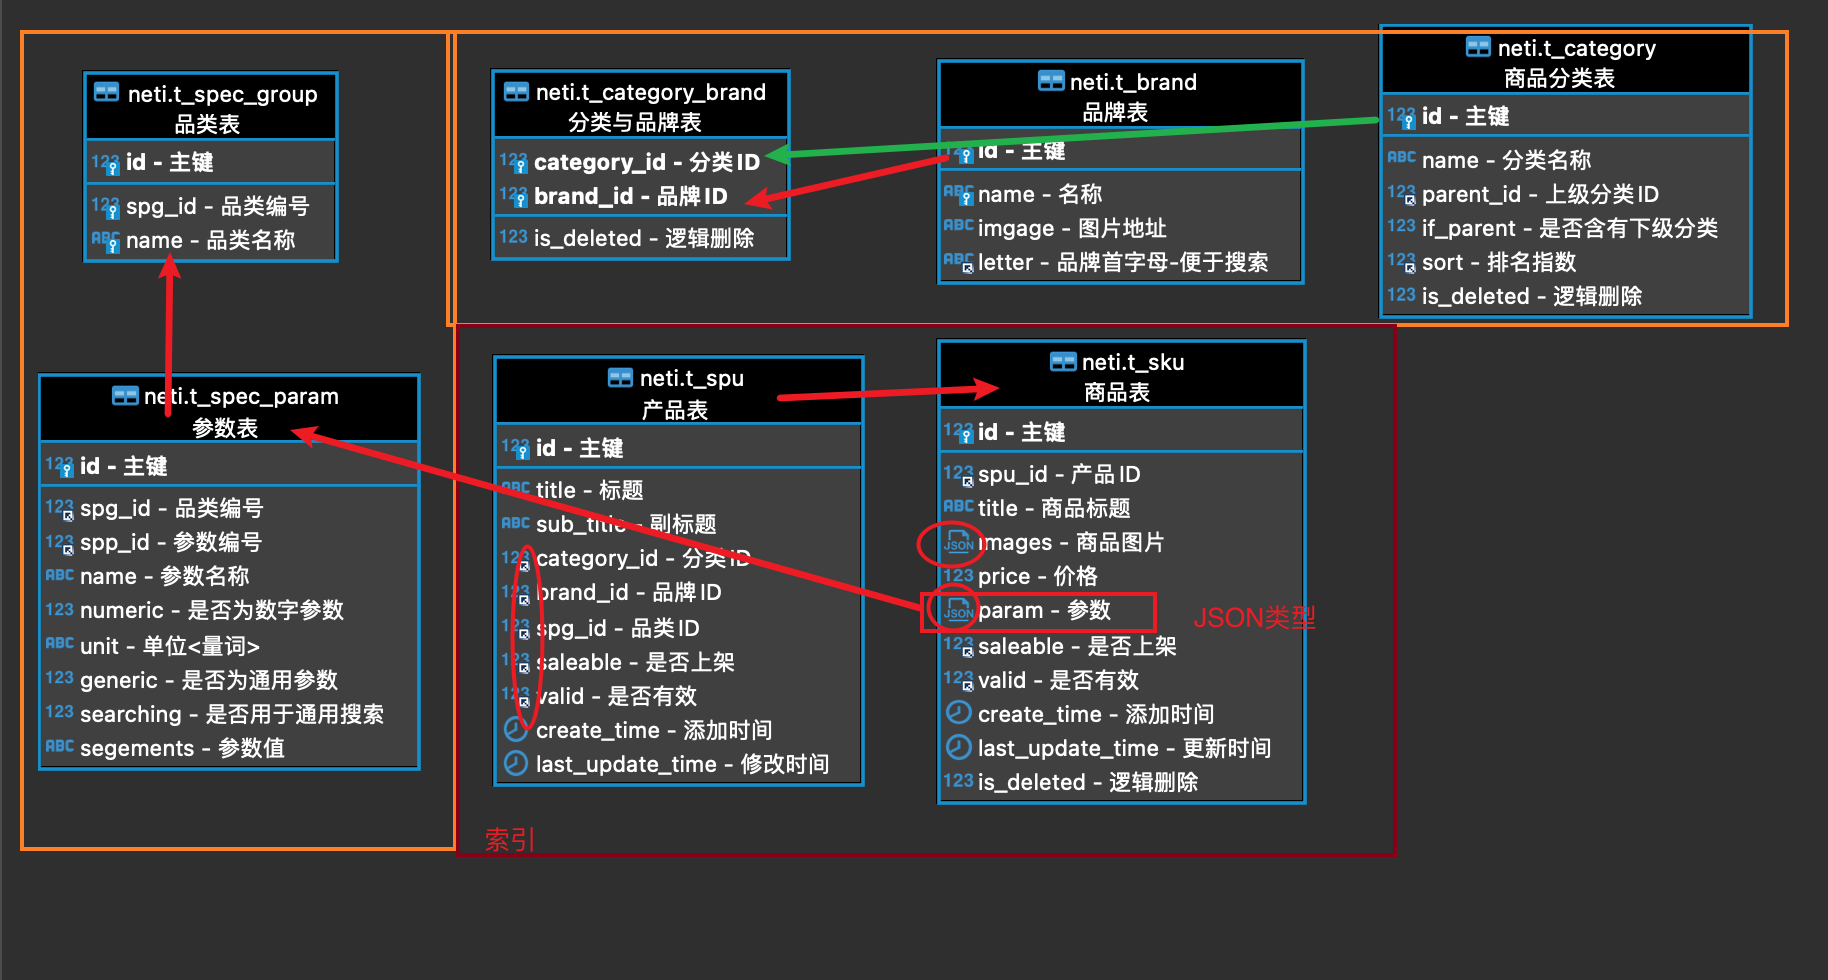 neti.t_spec_group
品类表
123 id - 主键
123 spg_id - 品类编号
ABC name - 品类名称
neti.t_category_brand
分类与品牌表
123 category_id - 分类ID
123 brand_id - 品牌ID
123 is_deleted - 逻辑删除
neti.t_brand
品牌表
123 id - 主键
ABC name - 名称
ABC imgage - 图片地址
ABC letter - 品牌首字母-便于搜索
neti.t_category
商品分类表
123 id - 主键
ABC name - 分类名称
123 parent_id - 上级分类ID
123 if_parent - 是否含有下级分类
123 sort - 排名指数
123 is_deleted - 逻辑删除
neti.t_spec_param
参数表
123 id - 主键
123 spg_id - 品类编号
123 spp_id - 参数编号
ABC name - 参数名称
123 numeric - 是否为数字参数
ABC unit - 单位<量词>
123 generic - 是否为通用参数
123 searching - 是否用于通用搜索
ABC segements - 参数值
neti.t_spu
产品表
123 id - 主键
ABC title - 标题
ABC sub_title - 副标题
123 category_id - 分类ID
123 brand_id - 品牌ID
123 spg_id - 品类ID
123 saleable - 是否上架
123 valid - 是否有效
create_time - 添加时间
last_update_time - 修改时间
索引
neti.t_sku
商品表
123 id - 主键
123 spu_id - 产品ID
ABC title - 商品标题
JSON images - 商品图片
123 price - 价格
JSON param - 参数
JSON类型
123 saleable - 是否上架
123 valid - 是否有效
create_time - 添加时间
last_update_time - 更新时间
123 is_deleted - 逻辑删除